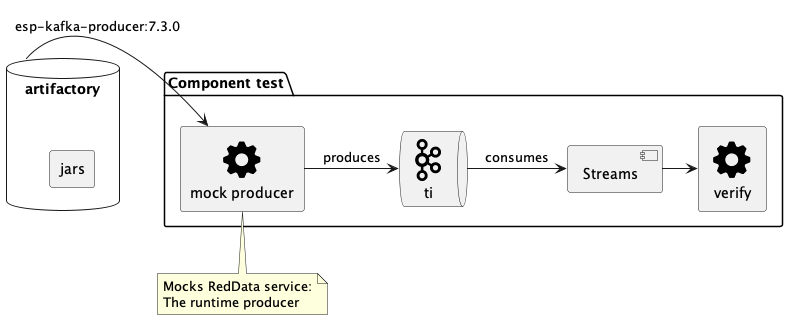 esp-kafka-producer:7.3.0
artifactory
jars
Component test
mock producer
produces
ti
consumes
Streams
verify
Mocks RedData service:
The runtime producer